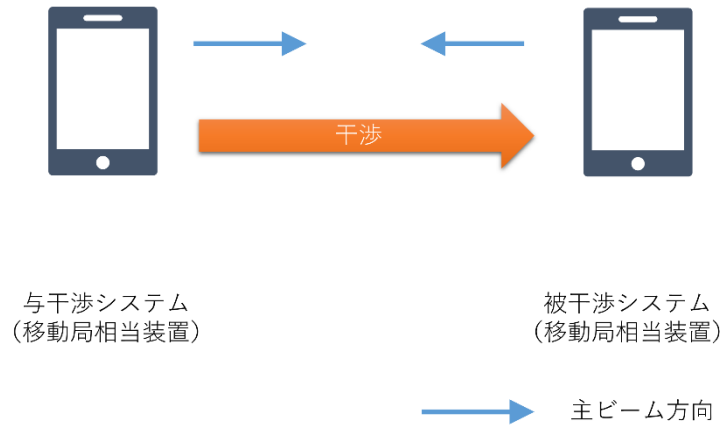 干渉
与干渉システム
（移動局相当装置）
被干渉システム
（移動局相当装置）
主ビーム方向